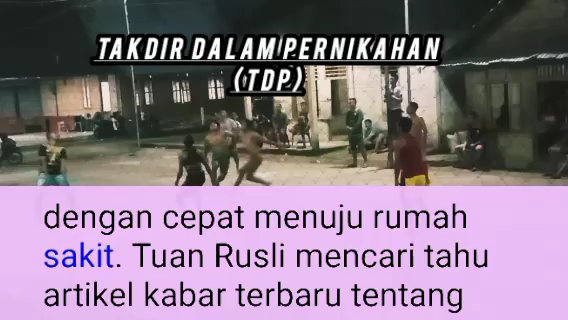 TAKDIR DALAM PERNIKAHAN
(TDP)
dengan cepat menuju rumah
sakit. Tuan Rusli mencari tahu
artikel kabar terbaru tentang